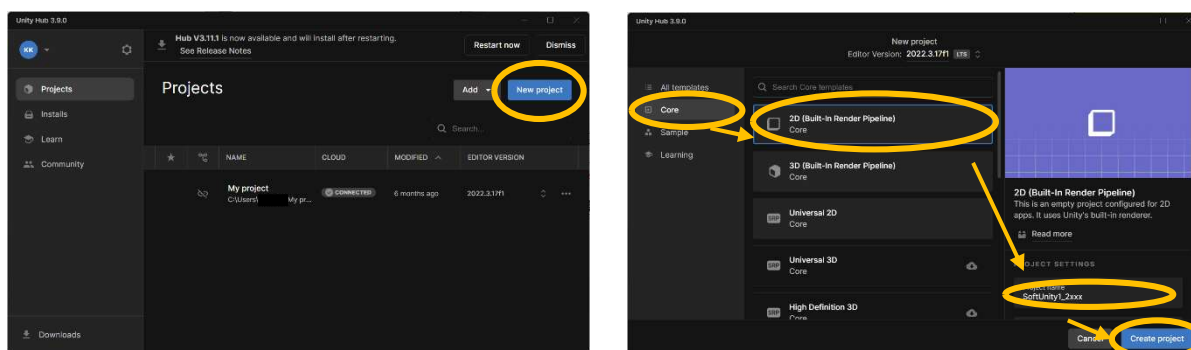 Unity Hub 3.9.0
KK
Hub V3.11.1 is now available and will install after restarting.
See Release Notes
Restart now
Dismiss
Projects
Installs
Learn
Community
Downloads
Projects
Add
New project
Search...
NAME
CLOUD
MODIFIED
EDITOR VERSION
My project
C:\Users\
My pr...
CONNECTED
6 months ago
2022.3.17f1
Unity Hub 3.9.0
New project
Editor Version: 2022.3.17f1 LTS
All templates
Core
Sample
Learning
Search Core templates
2D (Built-In Render Pipeline)
Core
3D (Built-In Render Pipeline)
Core
SRP
Universal 2D
Core
SRP
Universal 3D
Core
SRP
High Definition 3D
Core
2D (Built-In Render Pipeline)
This is an empty project configured for 2D
apps. It uses Unity's built-in renderer.
Read more
PROJECT SETTINGS
Project name
SoftUnity1_2xxx
Cancel
Create project